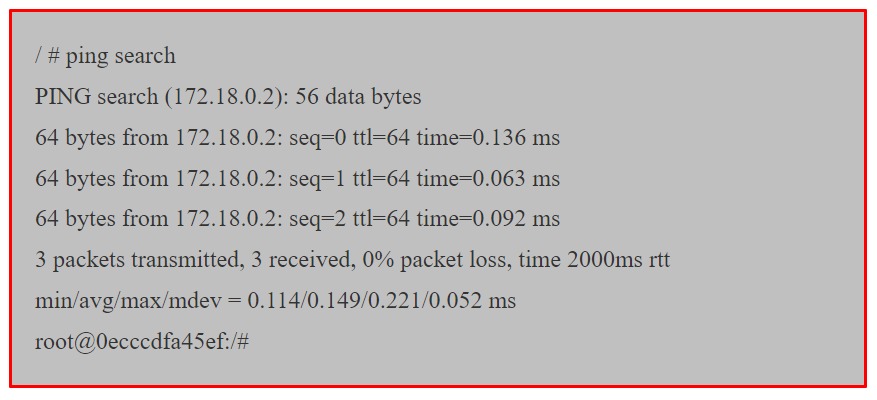 / # ping search
PING search (172.18.0.2): 56 data bytes
64 bytes from 172.18.0.2: seq=0 ttl=64 time=0.136 ms
64 bytes from 172.18.0.2: seq=1 ttl=64 time=0.063 ms
64 bytes from 172.18.0.2: seq=2 ttl=64 time=0.092 ms
3 packets transmitted, 3 received, 0% packet loss, time 2000ms rtt
min/avg/max/mdev = 0.114/0.149/0.221/0.052 ms
root@0ecccdfa45ef:/#